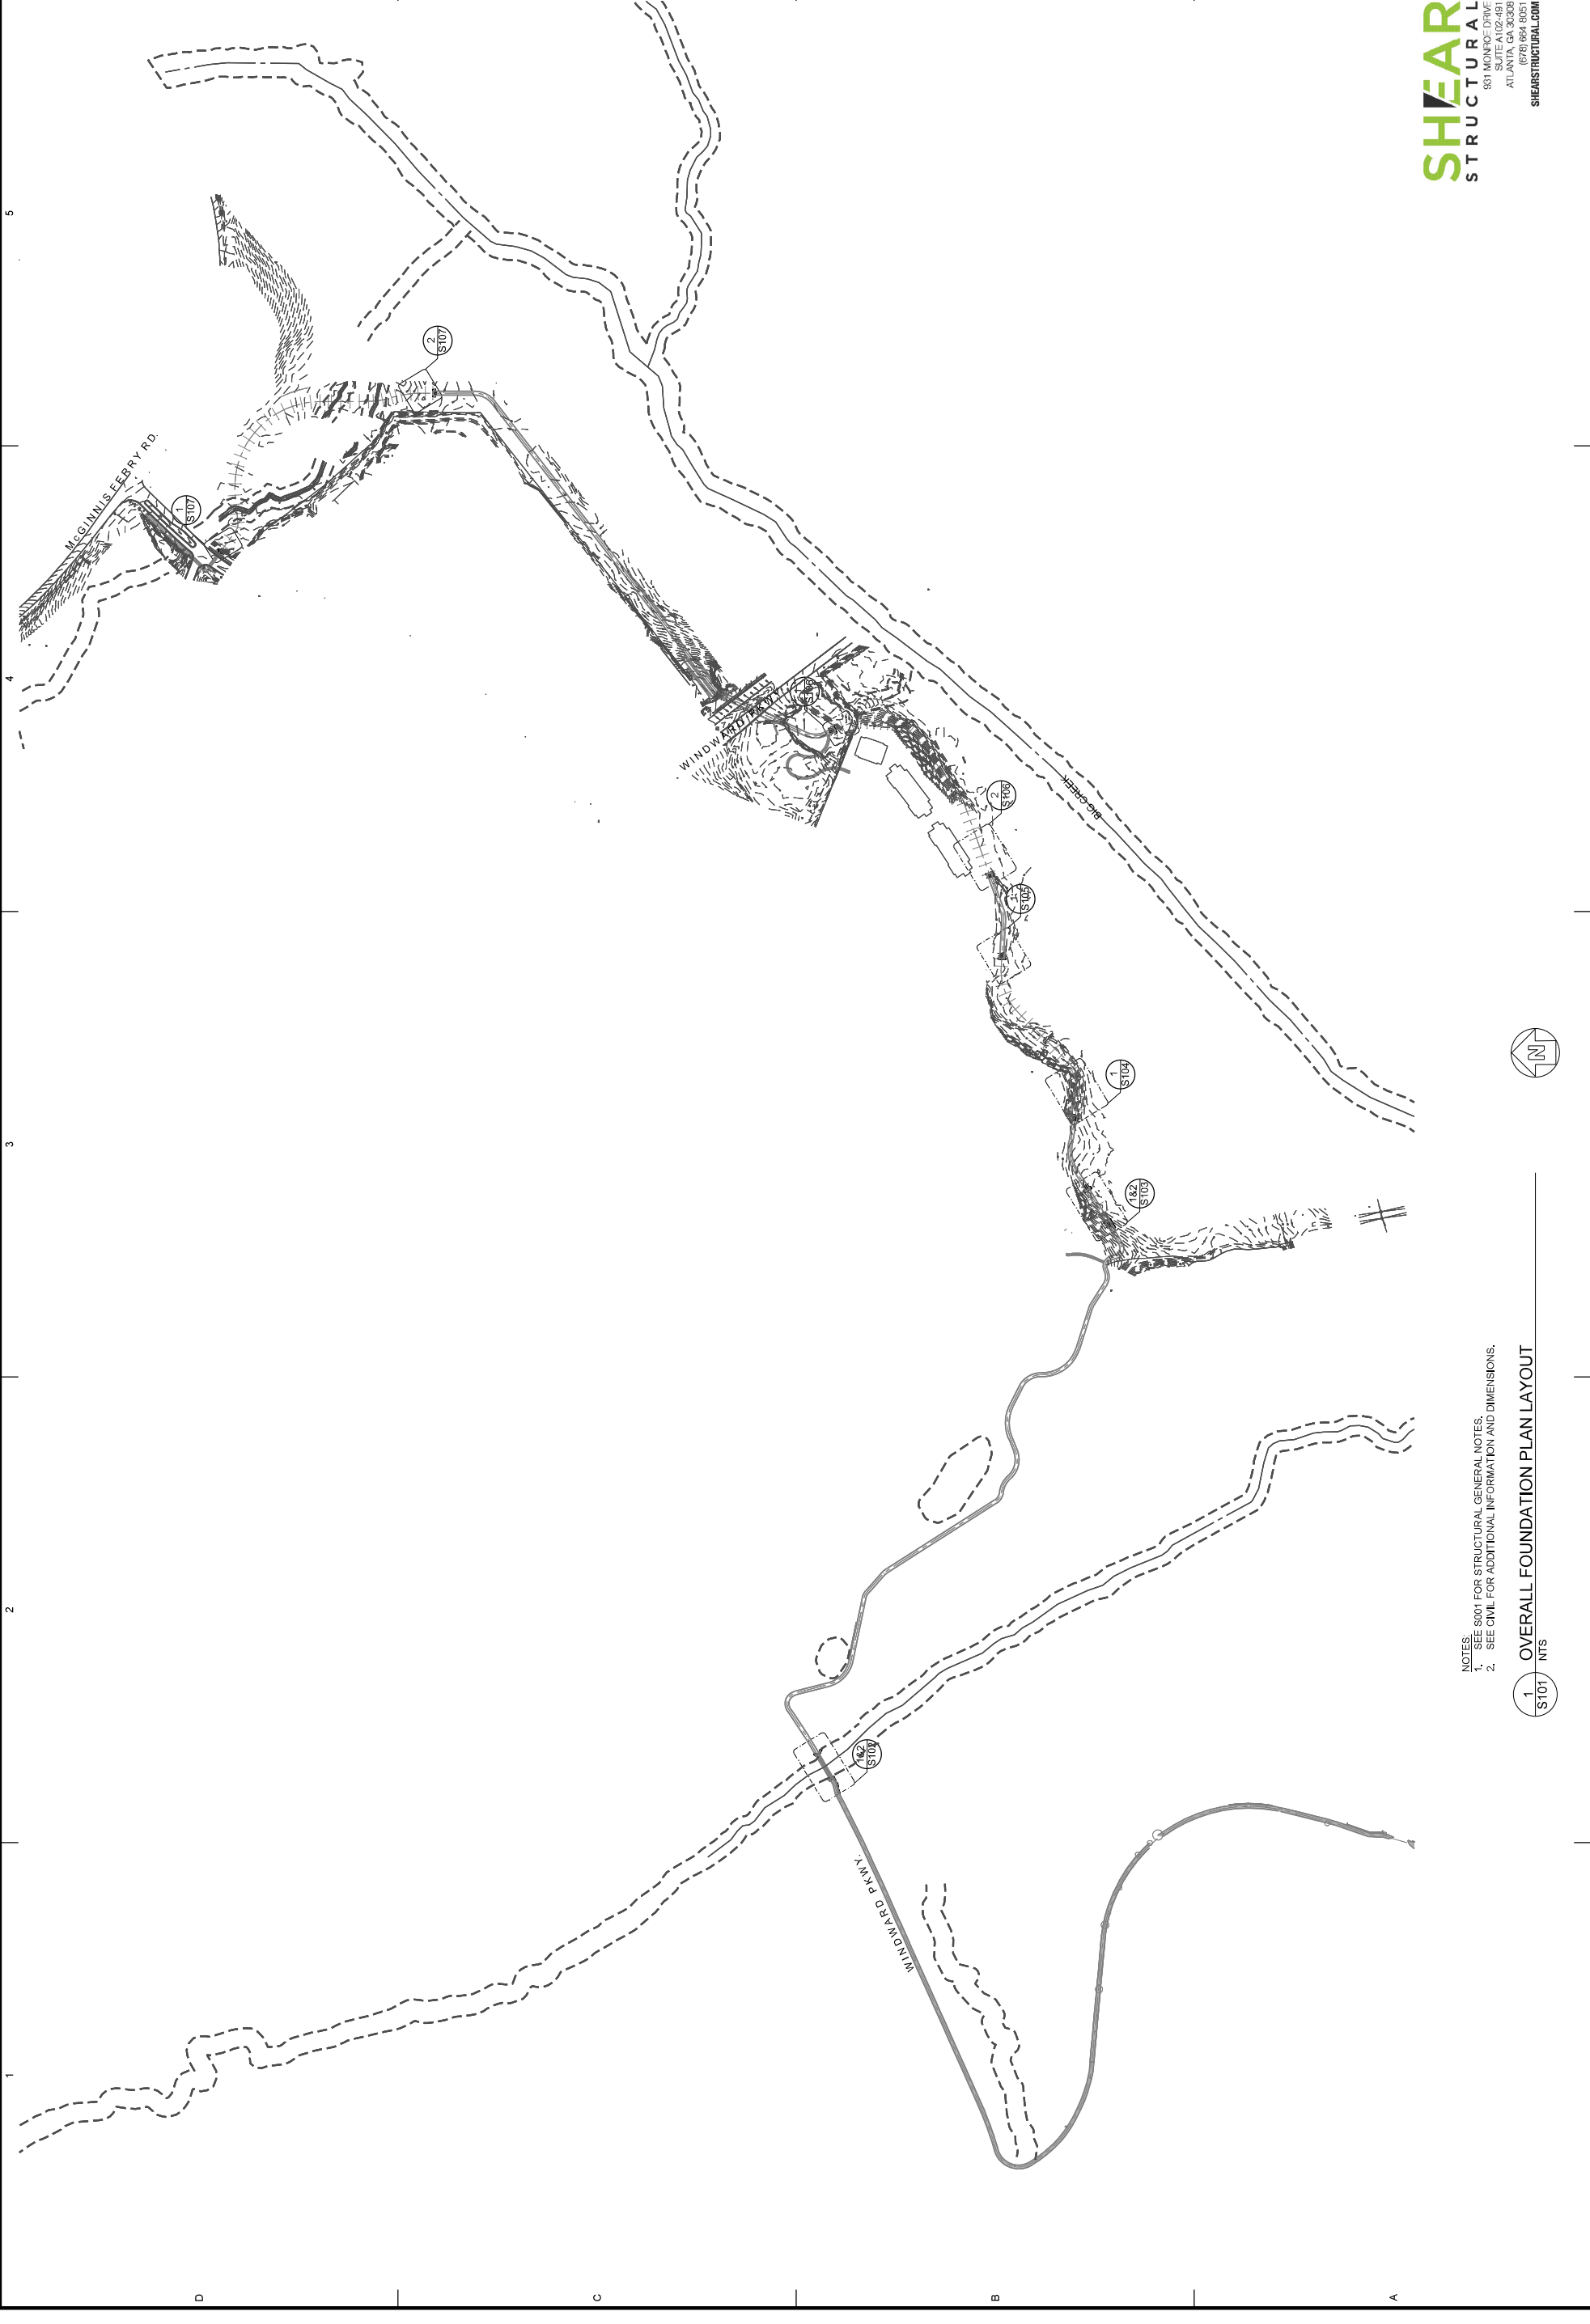 1
2
3
4
5
D
C
B
A
McGINNIS FERRY RD.
1
S107
2
S107
WINDWARD PKWY.
2
S106
S105
1
S104
1&2
S103
BIG CREEK
1&2
S102
WINDWARD PKWY.
NOTES:
1. SEE S001 FOR STRUCTURAL GENERAL NOTES.
2. SEE CIVIL FOR ADDITIONAL INFORMATION AND DIMENSIONS.
1
S101
OVERALL FOUNDATION PLAN LAYOUT
NTS
N
SHEAR
STRUCTURAL
931 MONROE DRIVE
SUITE A102-491
ATLANTA, GA 30308
(678) 664 8051
SHEARSTRUCTURAL.COM